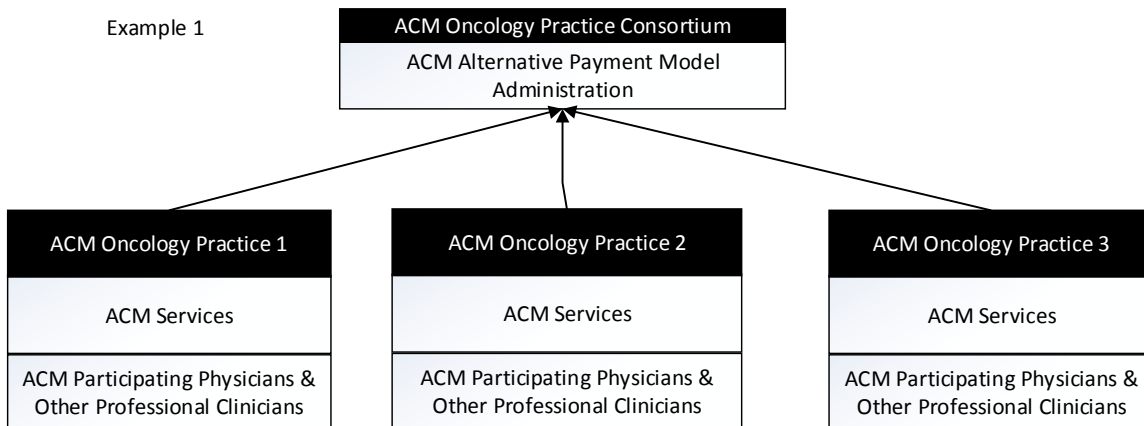 Example 1
ACM Oncology Practice Consortium
ACM Alternative Payment Model
Administration
ACM Oncology Practice 1
ACM Services
ACM Participating Physicians &
Other Professional Clinicians
ACM Oncology Practice 2
ACM Services
ACM Participating Physicians &
Other Professional Clinicians
ACM Oncology Practice 3
ACM Services
ACM Participating Physicians &
Other Professional Clinicians